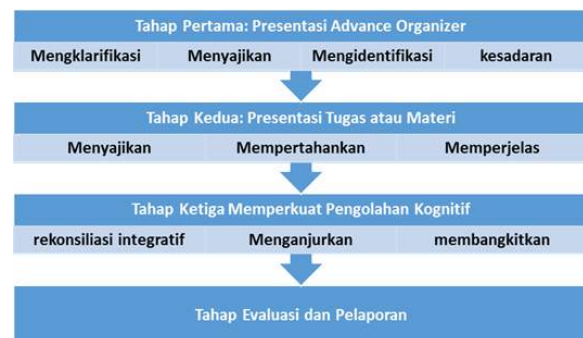 Tahap Pertama: Presentasi Advance Organizer
Mengklarifikasi Menyajikan Mengidentifikasi kesadaran
Tahap Kedua: Presentasi Tugas atau Materi
Menyajikan Mempertahankan Memperjelas
Tahap Ketiga Memperkuat Pengolahan Kognitif
rekonsiliasi integratif Menganjurkan membangkitkan
Tahap Evaluasi dan Pelaporan